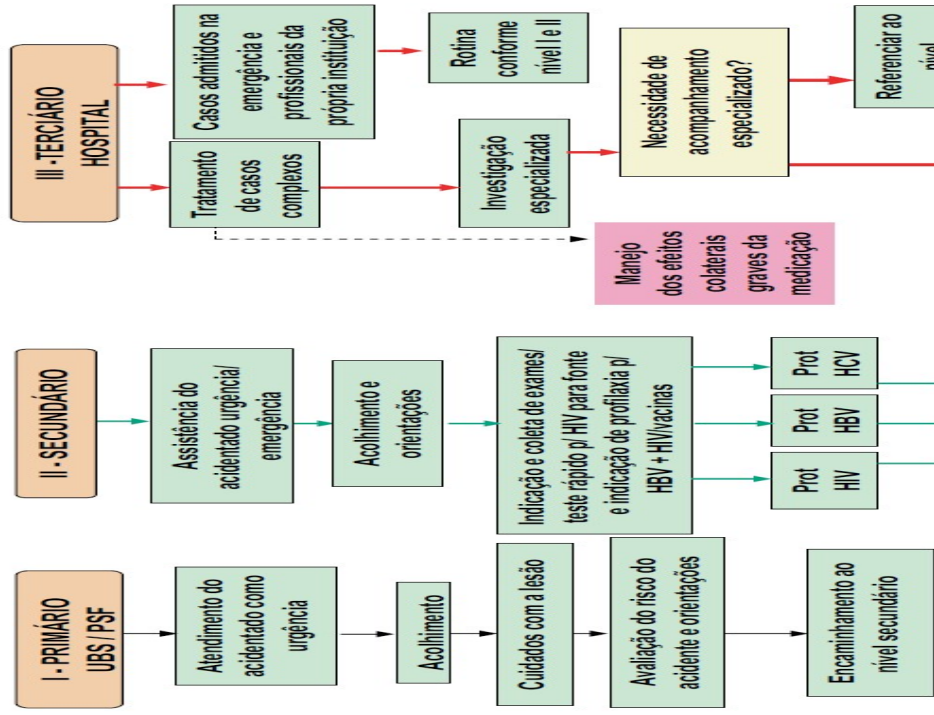 I - PRIMÁRIO
UBS / PSF
Atendimento do
acidentado como
urgência
Acolhimento
Cuidados com a lesão
Avaliação do risco do
acidente e orientações
Encaminhamento ao
nível secundário
II - SECUNDÁRIO
Assistência do
acidentado urgência/
emergência
Acolhimento e
orientações
Indicação e coleta de exames/
teste rápido p/ HIV para fonte
e indicação de profilaxia p/
HBV + HIV/vacinas
Prot
HIV
Prot
HBV
Prot
HCV
III -TERCIÁRIO
HOSPITAL
Tratamento
de casos
complexos
Casos admitidos na
emergência e
profissionais da
própria instituição
Rotina
conforme
nível I e II
Investigação
especializada
Manejo
dos efeitos
colaterais
graves da
medicação
Necessidade de
acompanhamento
especializado?
Referenciar ao
nível